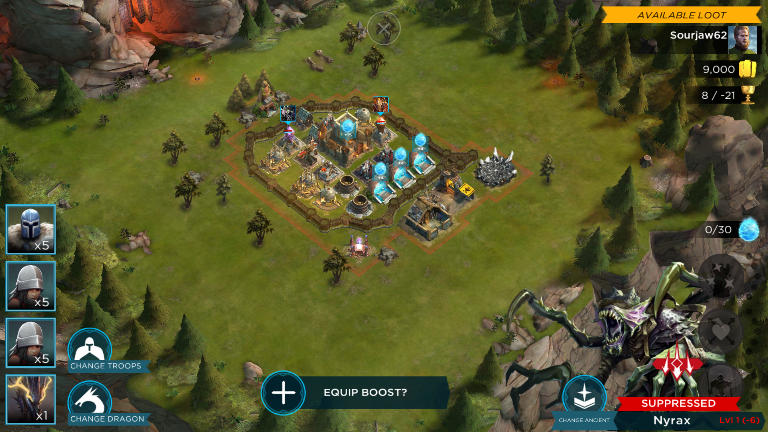 AVAILABLE LOOT
Sourjaw62
9,000
8 / -21
0/30
x5
x5
x5
x1
CHANGE TROOPS
CHANGE DRAGON
EQUIP BOOST?
CHANGE ANCIENT
SUPPRESSED
Nyrax
Lvl 1 (-6)